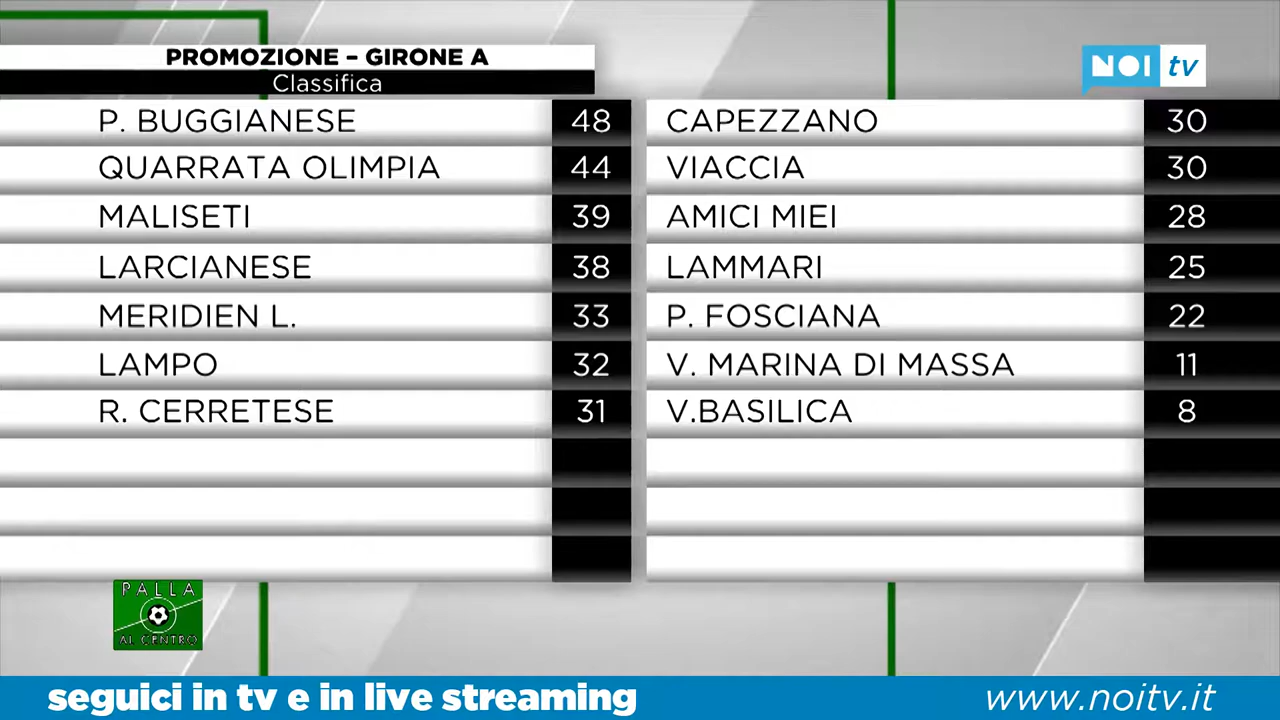 PROMOZIONE – GIRONE A
Classifica
NOI tv
P. BUGGIANESE 48
QUARRATA OLIMPIA 44
MALISETI 39
LARCIANESE 38
MERIDIEN L. 33
LAMPO 32
R. CERRETESE 31
CAPEZZANO 30
VIACCIA 30
AMICI MIEI 28
LAMMARI 25
P. FOSCIANA 22
V. MARINA DI MASSA 11
V.BASILICA 8
PALLA
AL CENTRO
seguici in tv e in live streaming
www.noitv.it